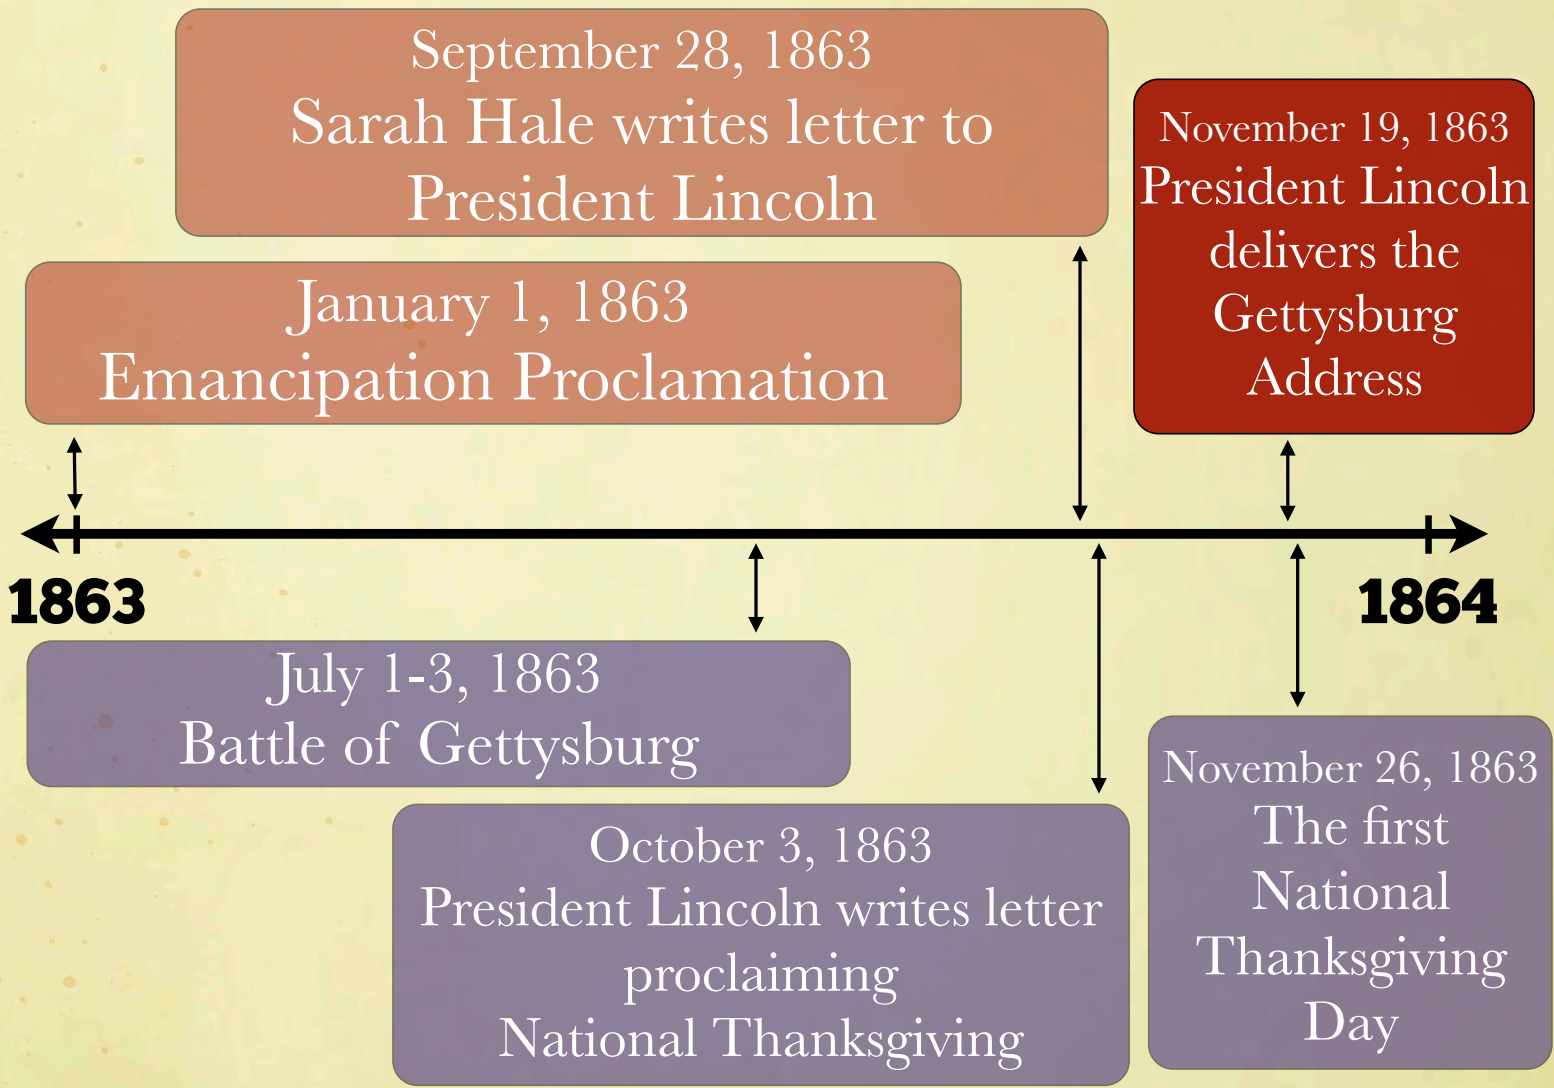 September 28, 1863
Sarah Hale writes letter to
President Lincoln
November 19, 1863
President Lincoln
delivers the
Gettysburg
Address
January 1, 1863
Emancipation Proclamation
1863
1864
July 1-3, 1863
Battle of Gettysburg
October 3, 1863
President Lincoln writes letter
proclaiming
National Thanksgiving
November 26, 1863
The first
National
Thanksgiving
Day